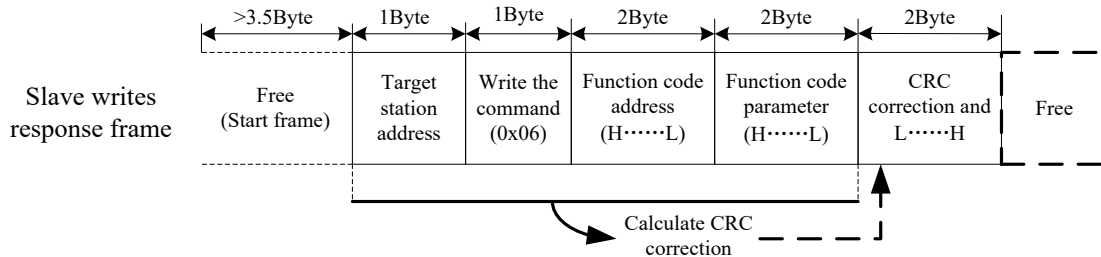 >3.5Byte 1Byte 1Byte 2Byte 2Byte 2Byte
Slave writes
response frame
Free
(Start frame)
Target
station
address
Write the
command
(0x06)
Function code
address
(H······L)
Function code
parameter
(H······L)
CRC
correction and
L······H
Free
Calculate CRC
correction